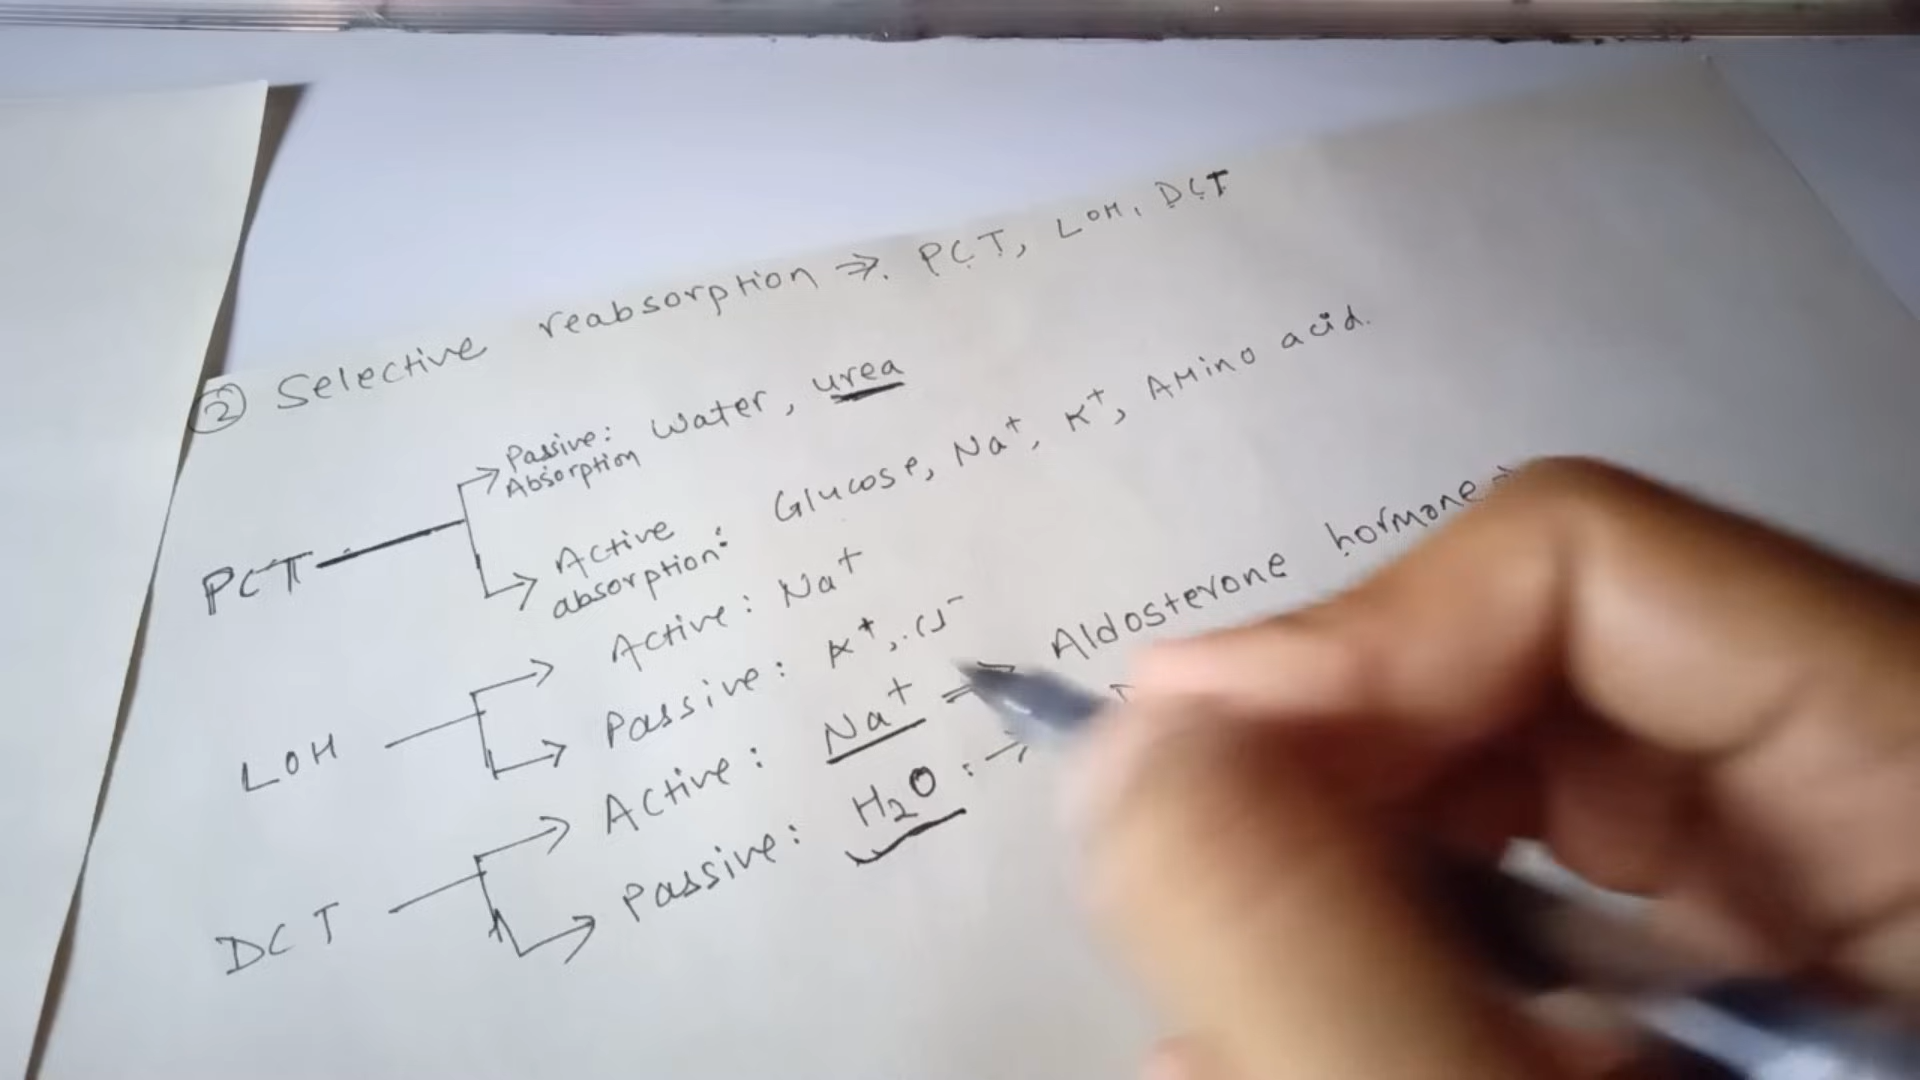 ② Selective reabsorption ⇒. PCT, LOH, DCT
PCT
Passive: Absorption Water, urea
Active absorption: Glucose, Na⁺, K⁺, Amino acid.
LOH
Active: Na⁺
Passive: K⁺, Cl⁻
DCT
Active: Na⁺ ⇒ Aldosterone hormone →
Passive: H₂O : →